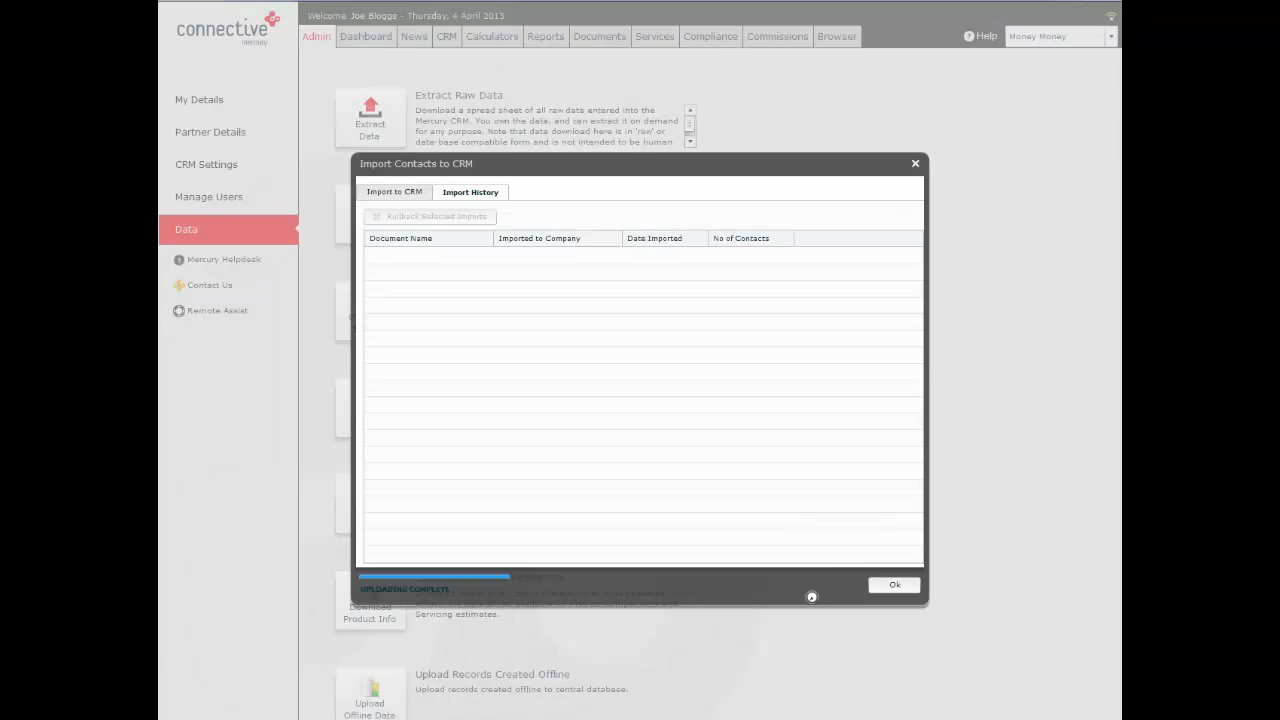 connective
mercury
Welcome Joe Bloggs - Thursday, 4 April 2013
Admin Dashboard News CRM Calculators Reports Documents Services Compliance Commissions Browser
? Help
Money Money
My Details
Partner Details
CRM Settings
Manage Users
Data
? Mercury Helpdesk
Contact Us
Remote Assist
Extract Data
Extract Raw Data
Download a spread sheet of all raw data entered into the
Mercury CRM. You own the data, and can extract it on demand
for any purpose. Note that data download here is in 'raw' or
data-base compatible form and is not intended to be human
Import Contacts to CRM
Import to CRM Import History
Rollback Selected Imports
Document Name Imported to Company Date Imported No of Contacts
UPLOADING COMPLETE
Ok
Download
Product Info
Servicing estimates.
Upload
Offline Data
Upload Records Created Offline
Upload records created offline to central database.